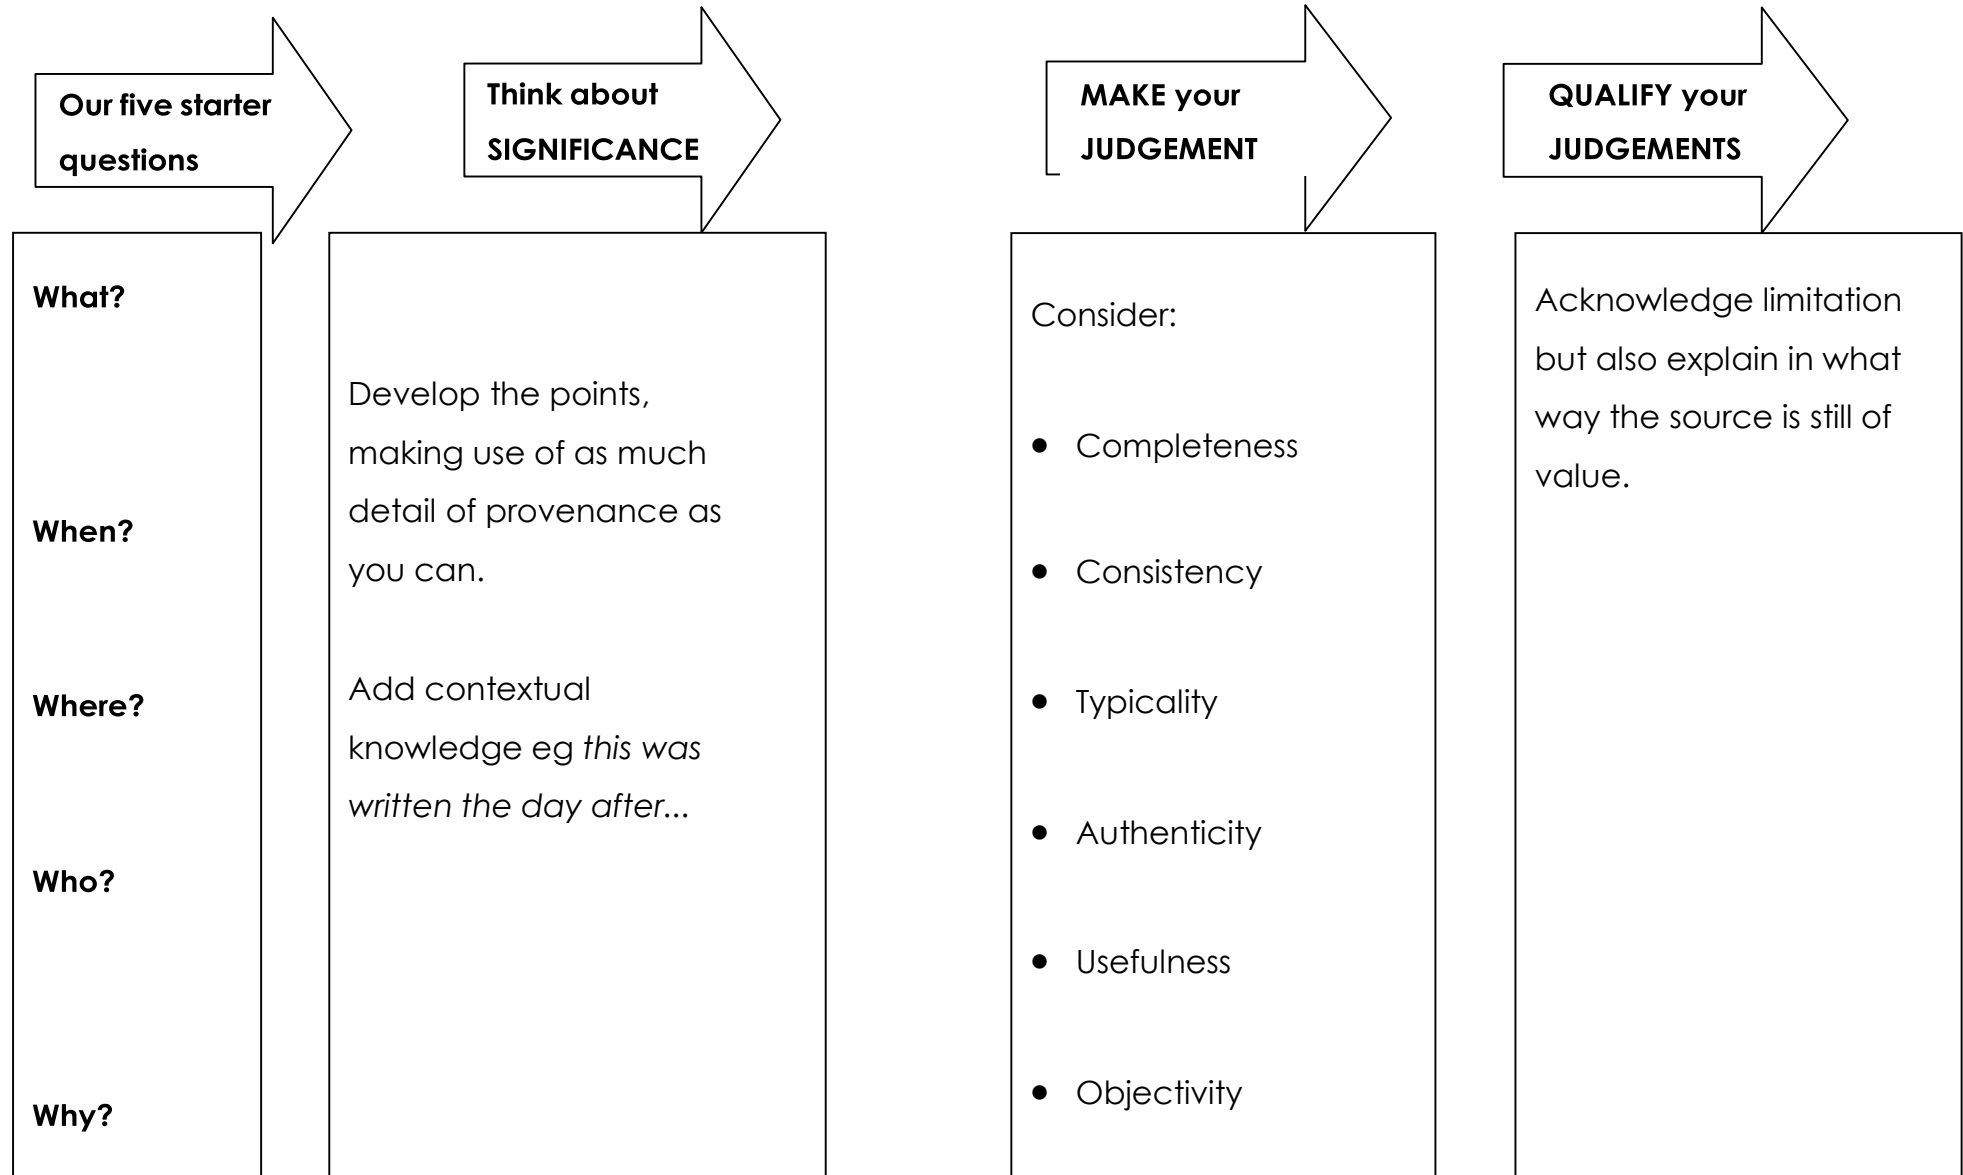 Our five starter
questions
Think about
SIGNIFICANCE
MAKE your
JUDGEMENT
QUALIFY your
JUDGEMENTS
What?
When?
Where?
Who?
Why?
Develop the points,
making use of as much
detail of provenance as
you can.
Add contextual
knowledge eg this was
written the day after...
Consider:
• Completeness
• Consistency
• Typicality
• Authenticity
• Usefulness
• Objectivity
Acknowledge limitation
but also explain in what
way the source is still of
value.